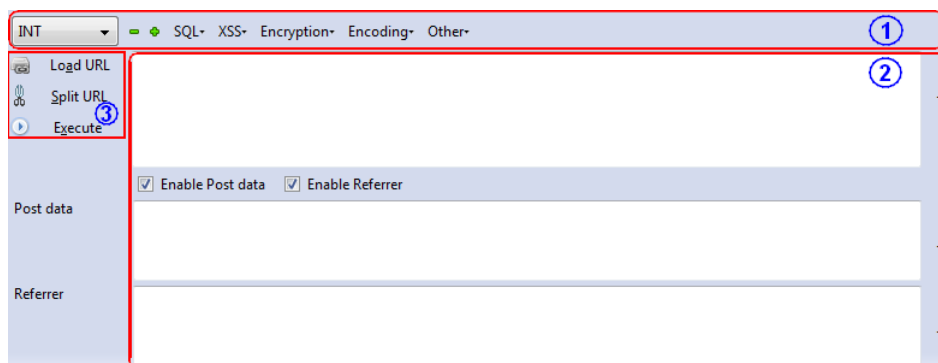 INT SQL- XSS- Encryption- Encoding- Other- 1
Load URL 2
Split URL
3
Execute
Enable Post data Enable Referrer
Post data
Referrer